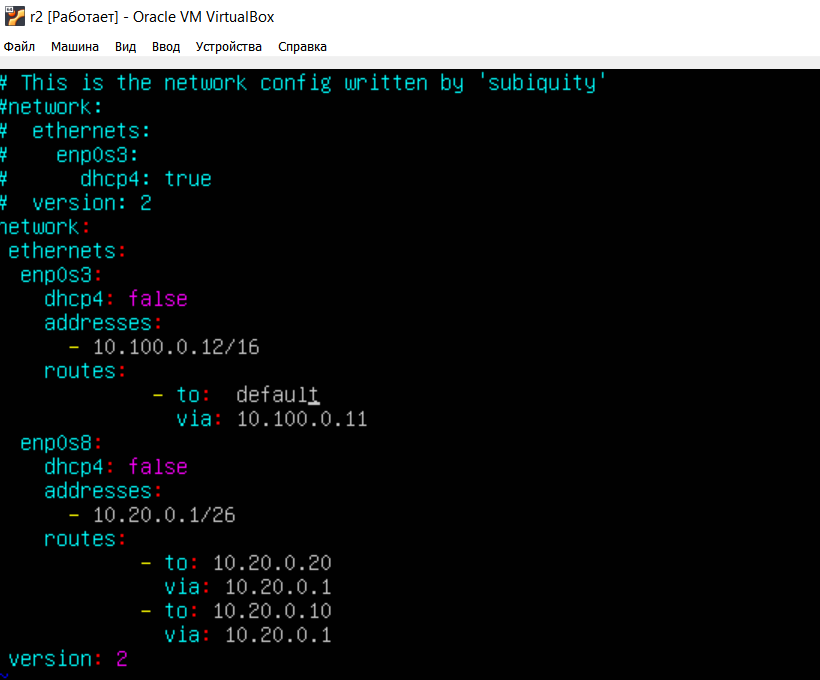 r2 [Работает] - Oracle VM VirtualBox
Файл Машина Вид Ввод Устройства Справка
# This is the network config written by 'subiquity'
#network:
#  ethernets:
#    enp0s3:
#      dhcp4: true
#  version: 2
network:
 ethernets:
  enp0s3:
    dhcp4: false
    addresses:
      - 10.100.0.12/16
    routes:
             - to:  default
               via: 10.100.0.11
  enp0s8:
    dhcp4: false
    addresses:
      - 10.20.0.1/26
    routes:
            - to: 10.20.0.20
              via: 10.20.0.1
            - to: 10.20.0.10
              via: 10.20.0.1
 version: 2
~